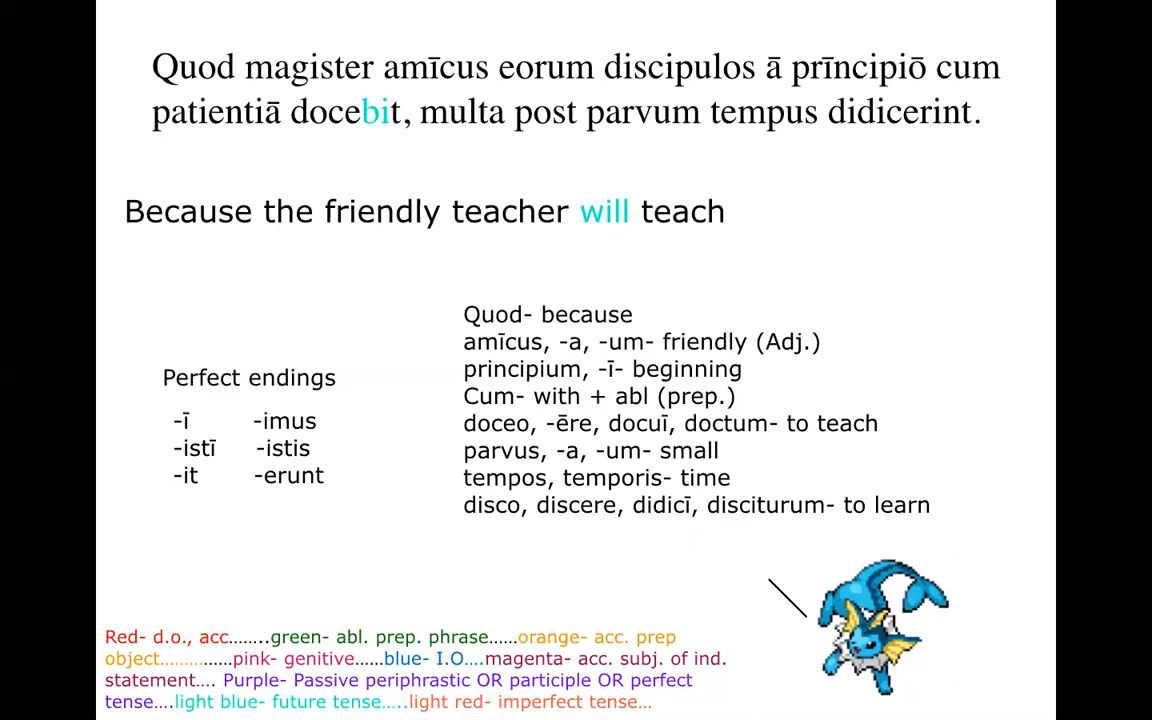 Quod magister amīcus eorum discipulos ā prīncipiō cum
patientiā docebit, multa post parvum tempus didicerint.
Because the friendly teacher will teach
Perfect endings
-ī -imus
-istī -istis
-it -erunt
Quod- because
amīcus, -a, -um- friendly (Adj.)
principium, -ī- beginning
Cum- with + abl (prep.)
doceo, -ēre, docuī, doctum- to teach
parvus, -a, -um- small
tempos, temporis- time
disco, discere, didicī, disciturum- to learn
Red- d.o., acc……..green- abl. prep. phrase……orange- acc. prep
object……………..pink- genitive……blue- I.O….magenta- acc. subj. of ind.
statement…. Purple- Passive periphrastic OR participle OR perfect
tense….light blue- future tense…..light red- imperfect tense…